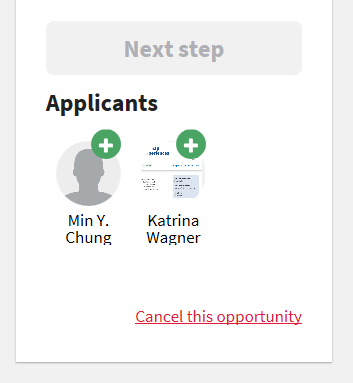 Next step
Applicants
Min Y.
Chung
Katrina
Wagner
Cancel this opportunity